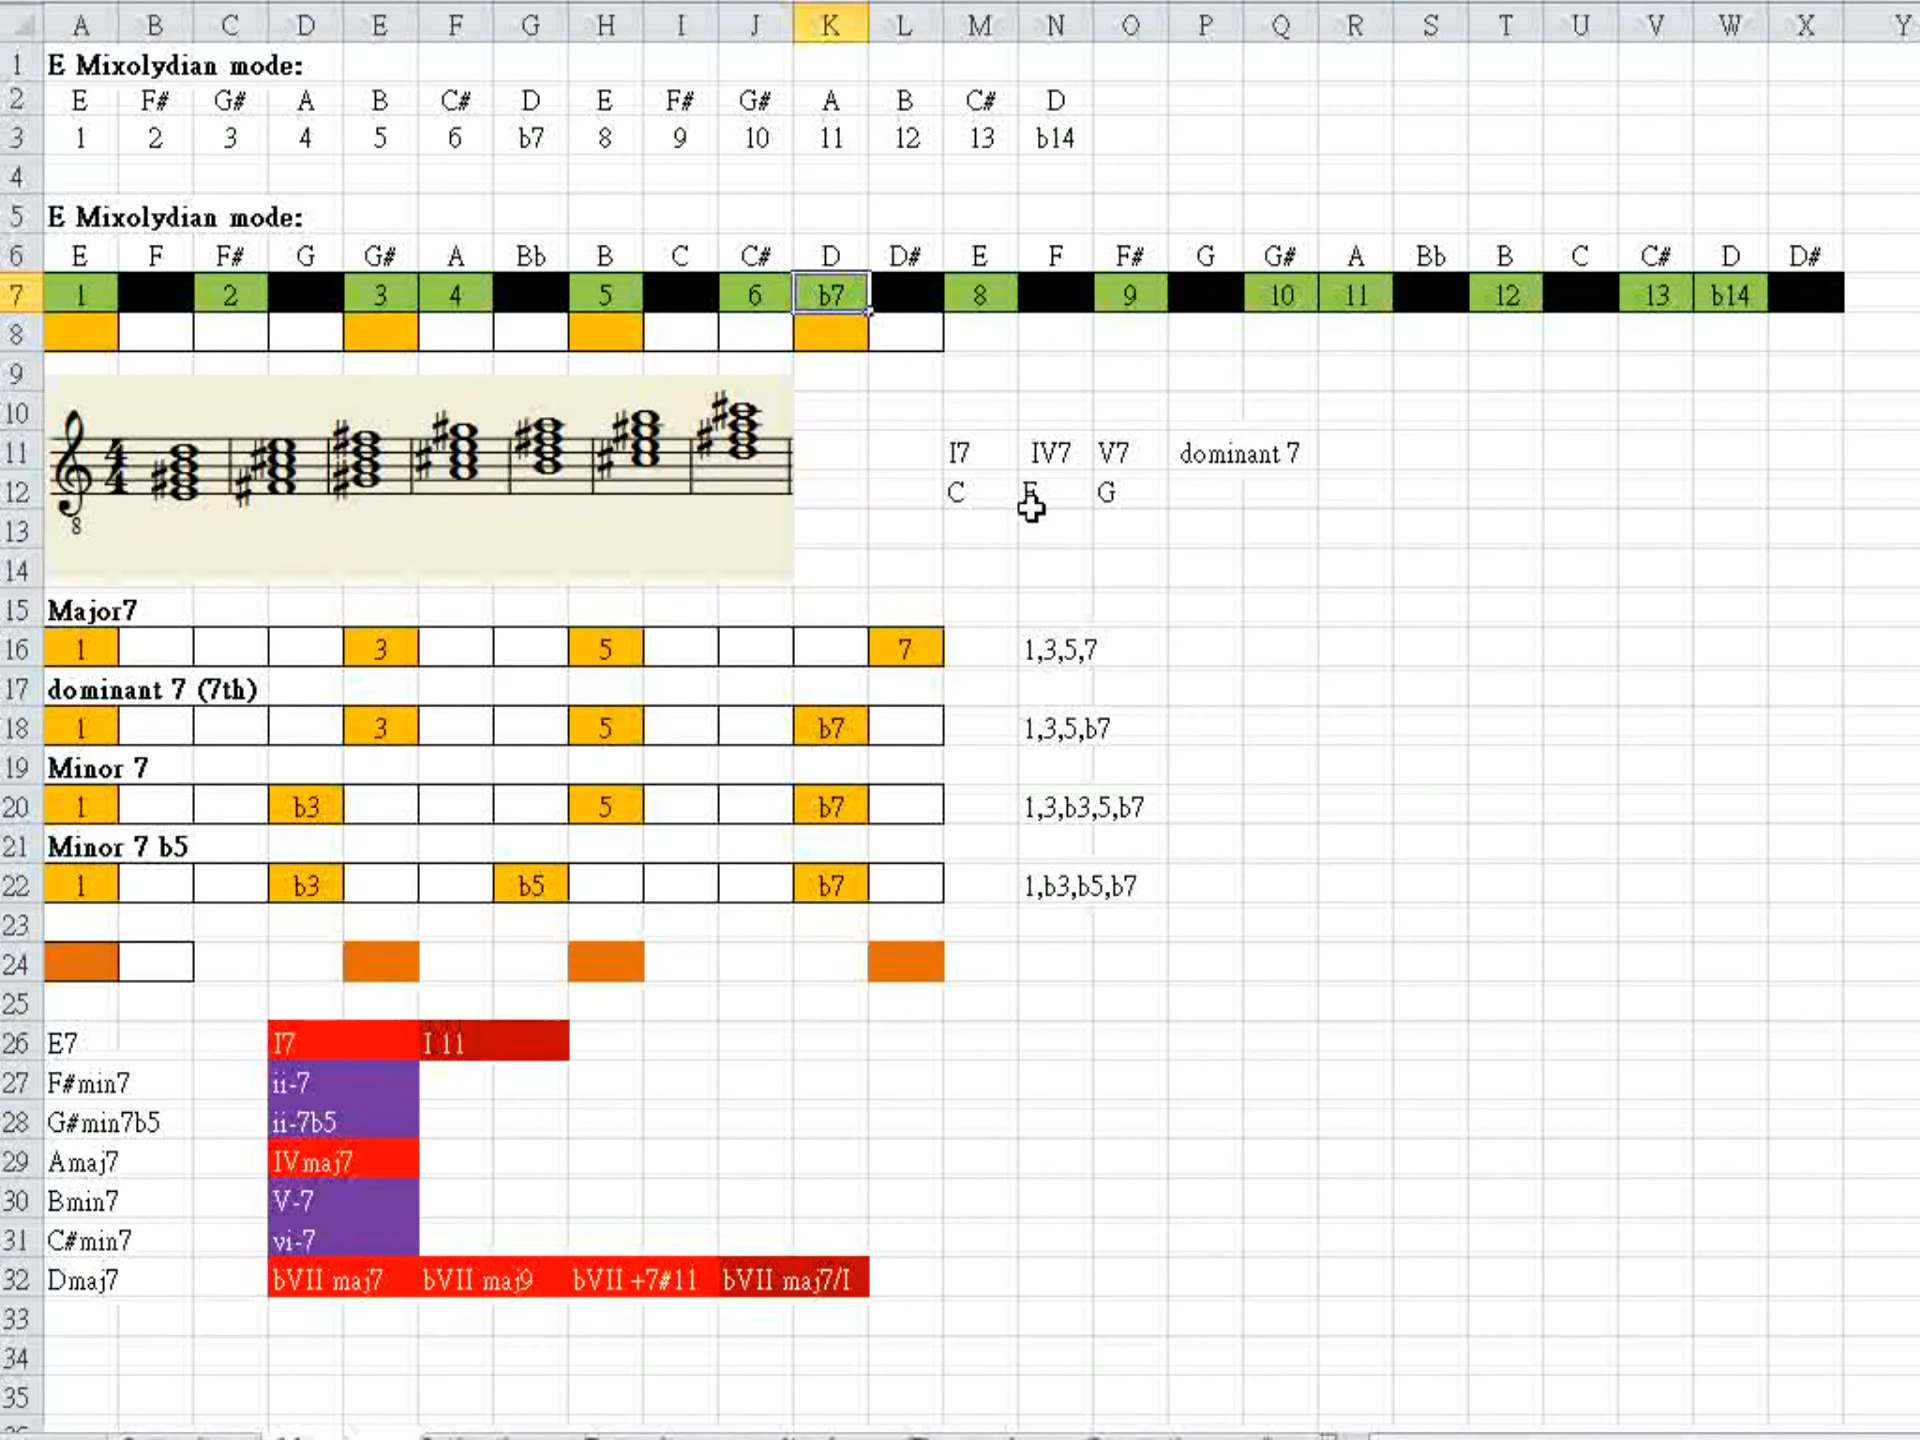 A B C D E F G H I J K L M N O P Q R S T U V W X Y
1 E Mixolydian mode:
2 E F# G# A B C# D E F# G# A B C# D
3 1 2 3 4 5 6 b7 8 9 10 11 12 13 b14
4
5 E Mixolydian mode:
6 E F F# G G# A Bb B C C# D D# E F F# G G# A Bb B C C# D D#
7 1 2 3 4 5 6 b7 8 9 10 11 12 13 b14
8
9
10
11 I7 IV7 V7 dominant 7
12 C F G
13 8
14
15 Major7
16 1 3 5 7 1,3,5,7
17 dominant 7 (7th)
18 1 3 5 b7 1,3,5,b7
19 Minor 7
20 1 b3 5 b7 1,3,b3,5,b7
21 Minor 7 b5
22 1 b3 b5 b7 1,b3,b5,b7
23
24
25
26 E7 I7 I 11
27 F#min7 ii-7
28 G#min7b5 ii-7b5
29 Amaj7 IVmaj7
30 Bmin7 V-7
31 C#min7 vi-7
32 Dmaj7 bVII maj7 bVII maj9 bVII +7#11 bVII maj7/I
33
34
35